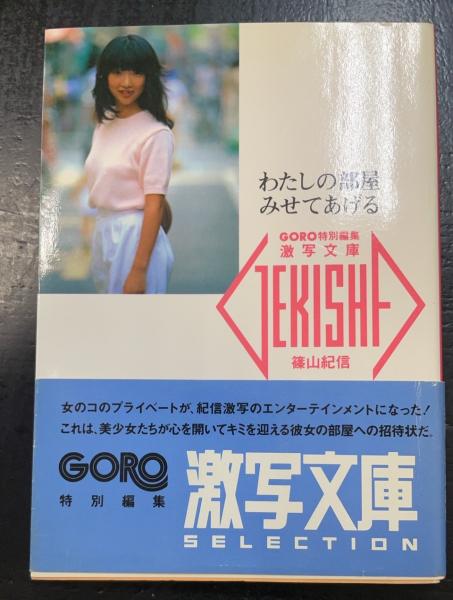 わたしの部屋
みせてあげる
GORO特別編集
激写文庫
GEKISHA
篠山紀信
女のコのプライベートが、紀信激写のエンターテインメントになった!
これは、美少女たちが心を開いてキミを迎える彼女の部屋への招待状だ。
GORO
特別編集
激写文庫
SELECTION